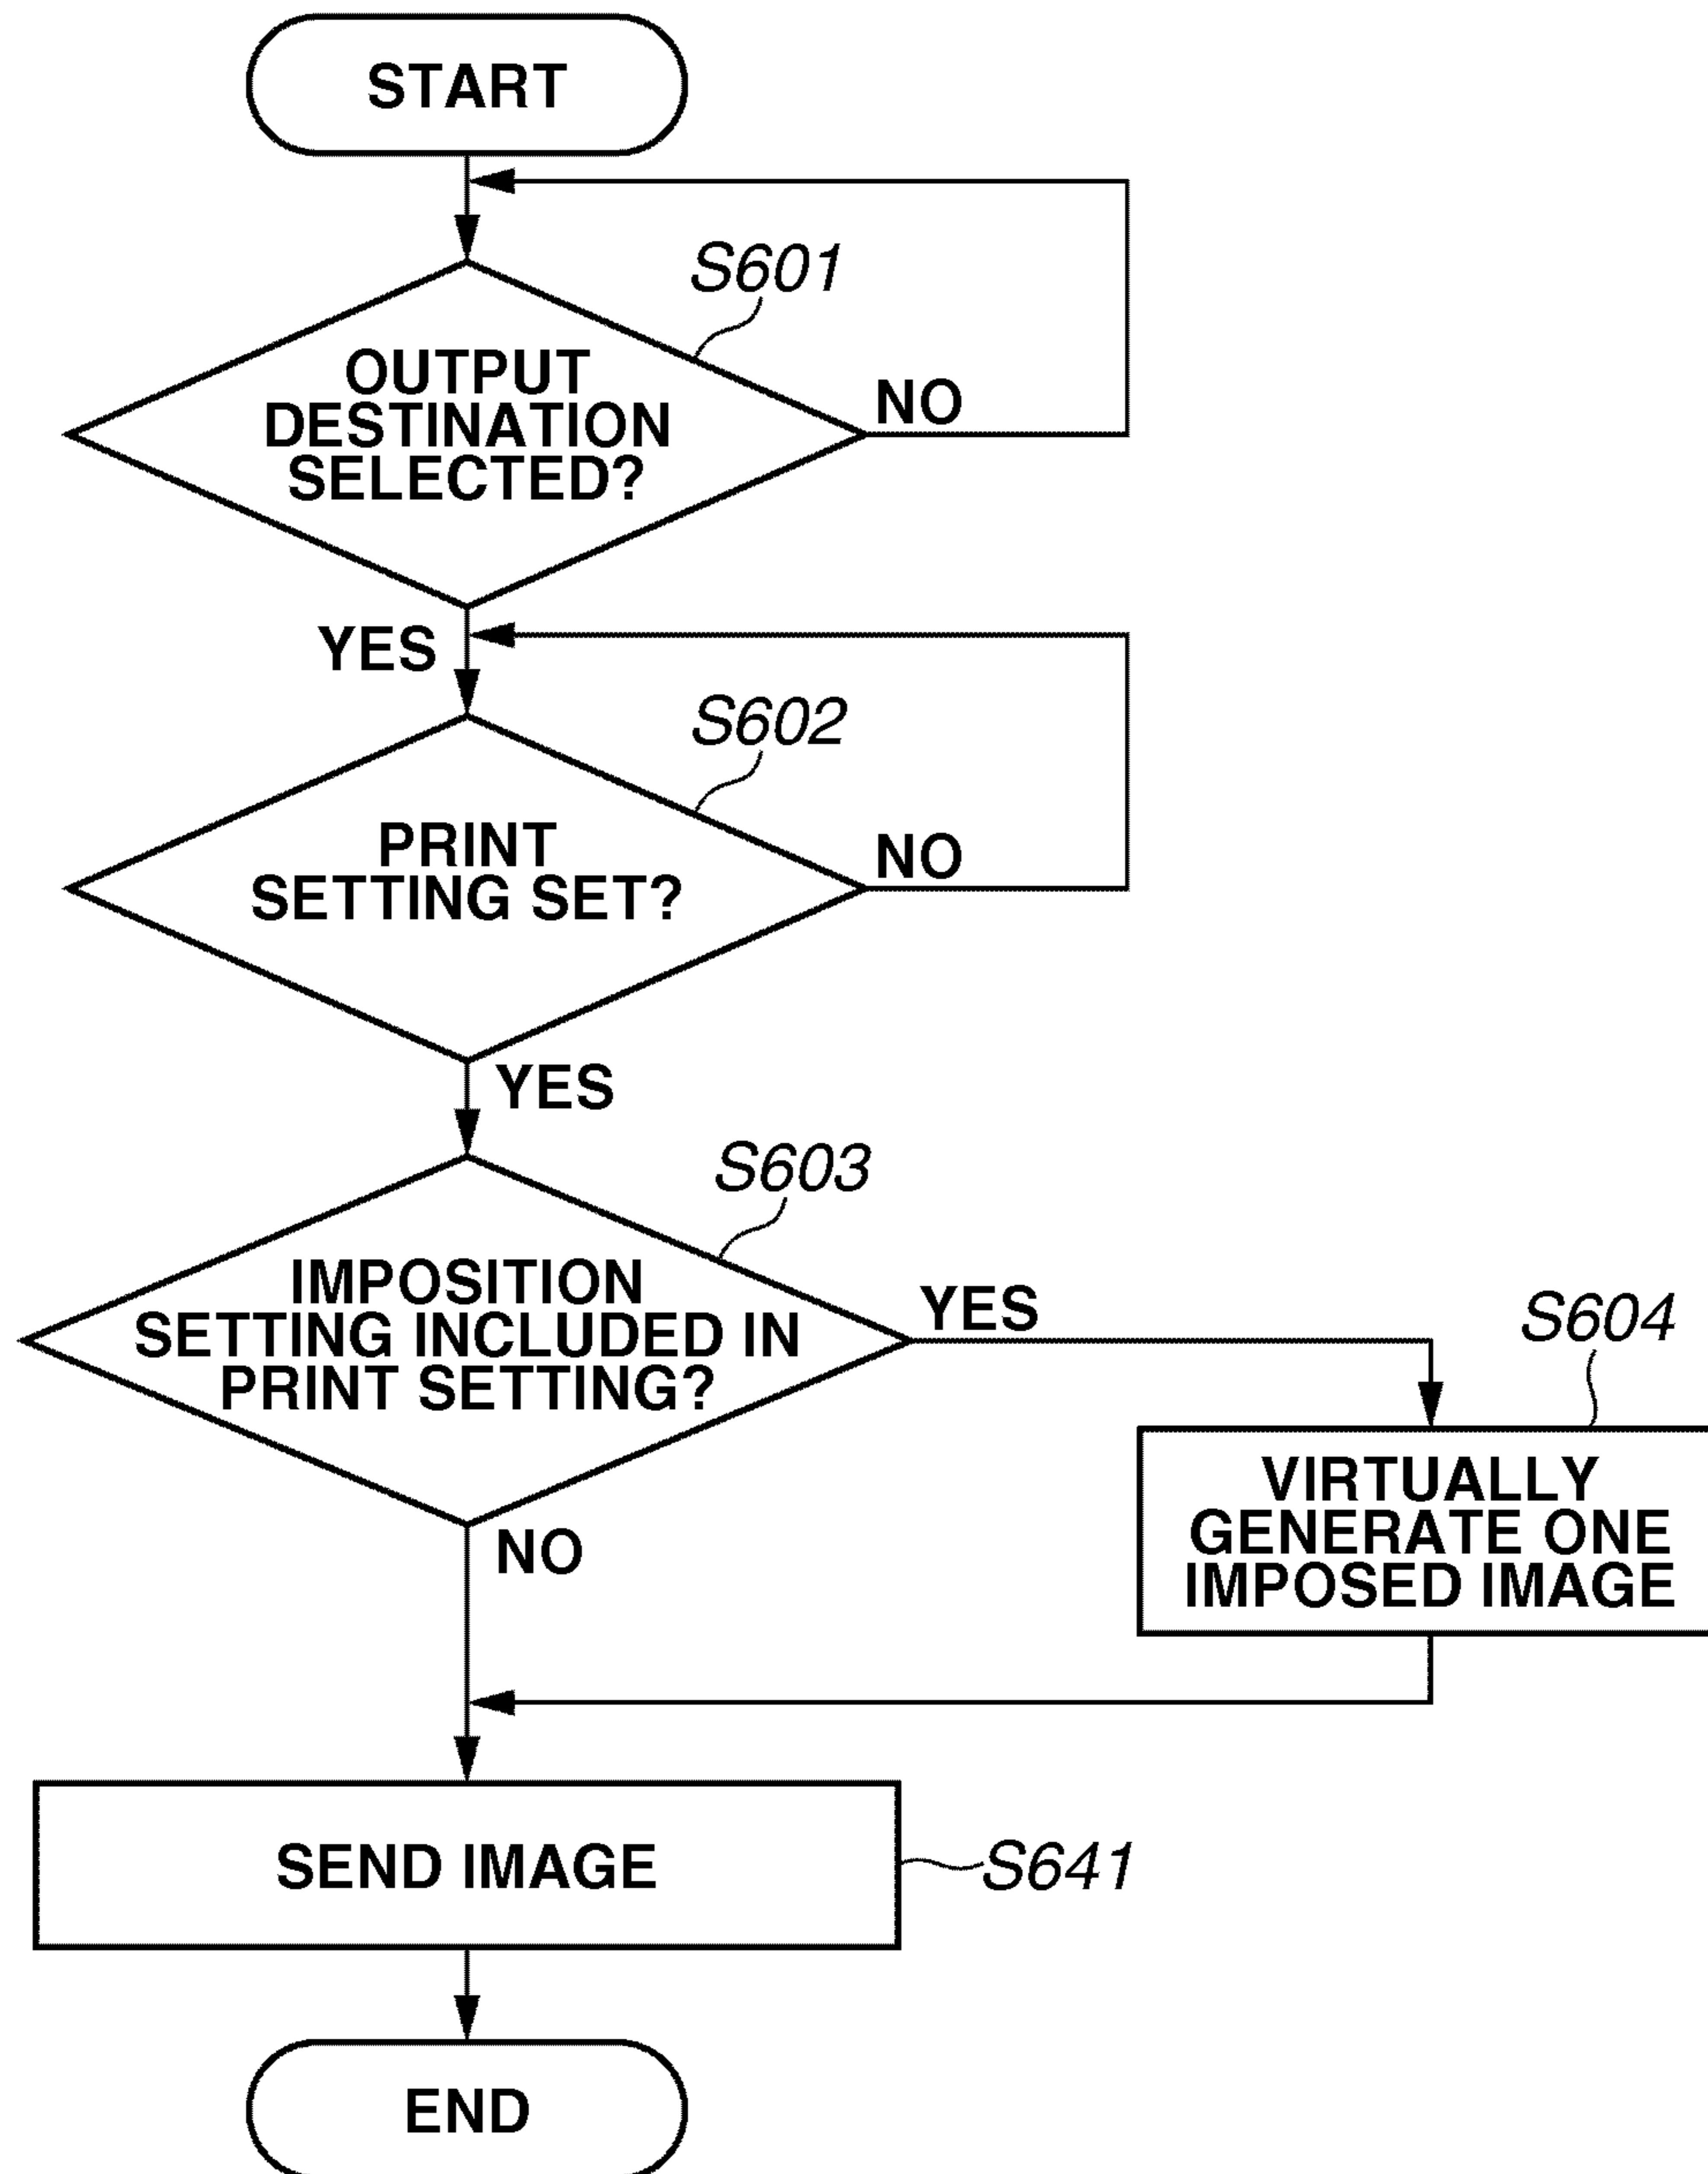 START
S601
OUTPUT
DESTINATION
SELECTED?
NO
YES
S602
PRINT
SETTING SET?
NO
YES
S603
IMPOSITION
SETTING INCLUDED IN
PRINT SETTING?
YES
S604
VIRTUALLY
GENERATE ONE
IMPOSED IMAGE
NO
SEND IMAGE
S641
END